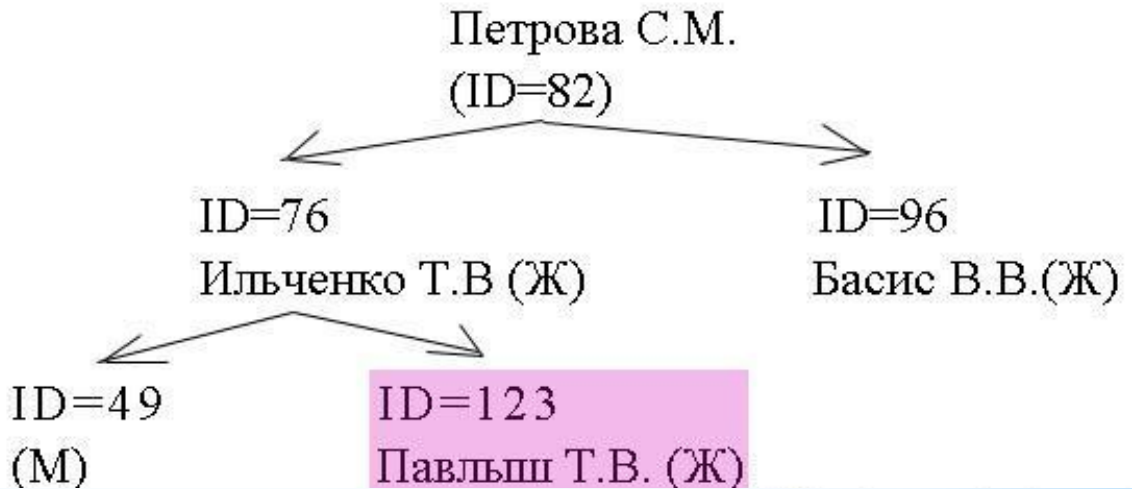 Петрова С.М.
(ID=82)
ID=76
ID=96
Ильченко Т.В (Ж)
Басис В.В.(Ж)
ID=49
ID=123
(М)
Павлыш Т.В. (Ж)